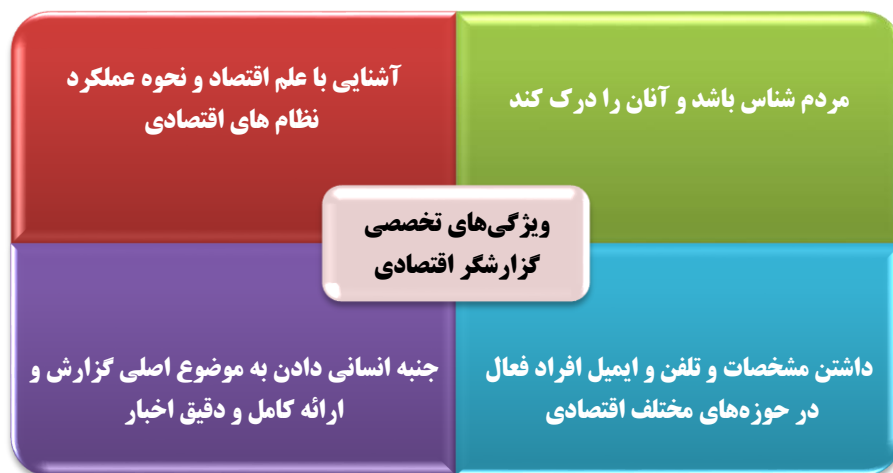 مردم شناس باشد و آنان را درک کند
آشنایی با علم اقتصاد و نحوه عملکرد
نظام های اقتصادی
ویژگی‌های تخصصی
گزارشگر اقتصادی
داشتن مشخصات و تلفن و ایمیل افراد فعال
در حوزه‌های مختلف اقتصادی
جنبه انسانی دادن به موضوع اصلی گزارش و
ارائه کامل و دقیق اخبار